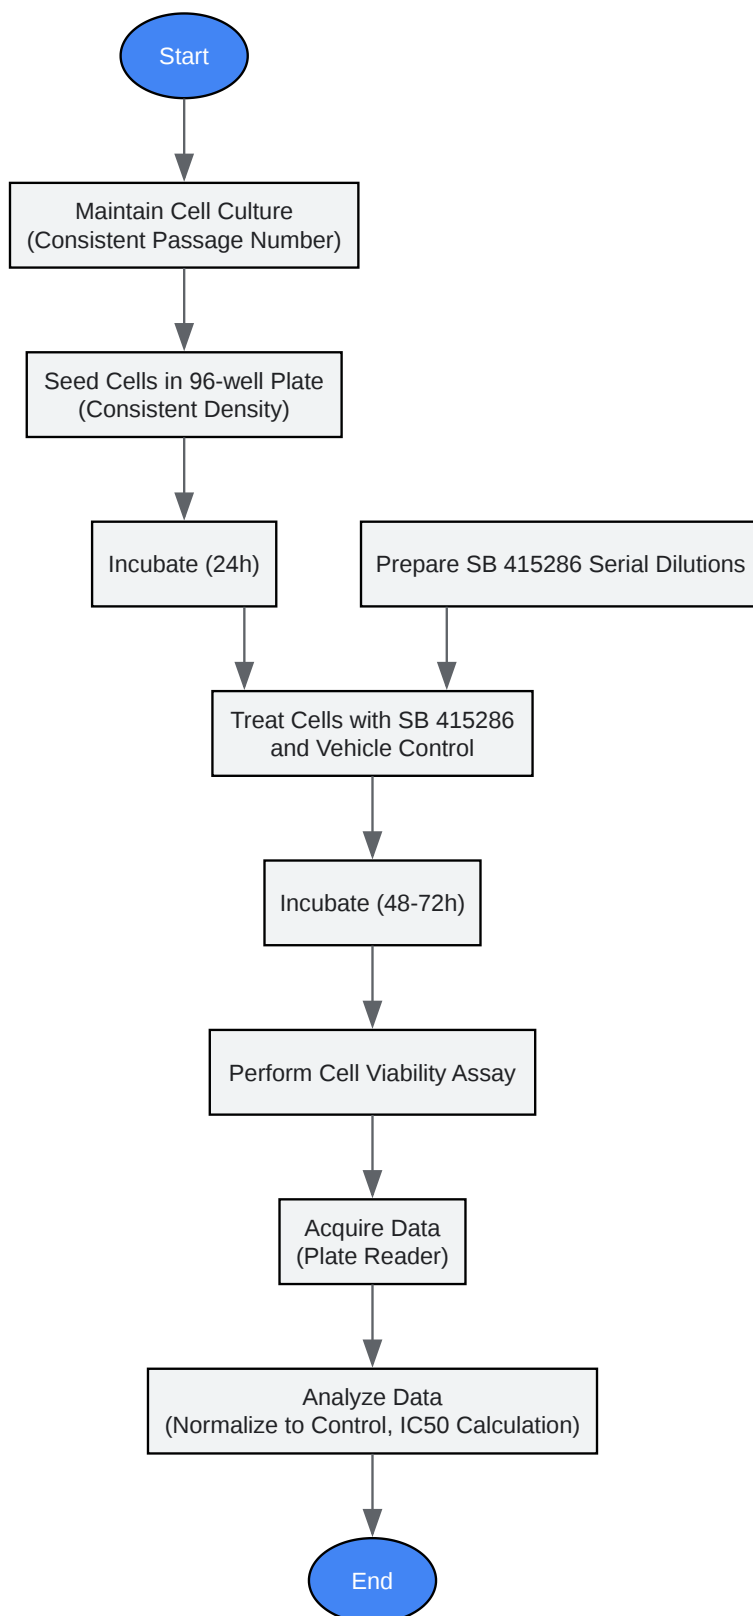 Start
Maintain Cell Culture
(Consistent Passage Number)
Seed Cells in 96-well Plate
(Consistent Density)
Incubate (24h)
Prepare SB 415286 Serial Dilutions
Treat Cells with SB 415286
and Vehicle Control
Incubate (48-72h)
Perform Cell Viability Assay
Acquire Data
(Plate Reader)
Analyze Data
(Normalize to Control, IC50 Calculation)
End